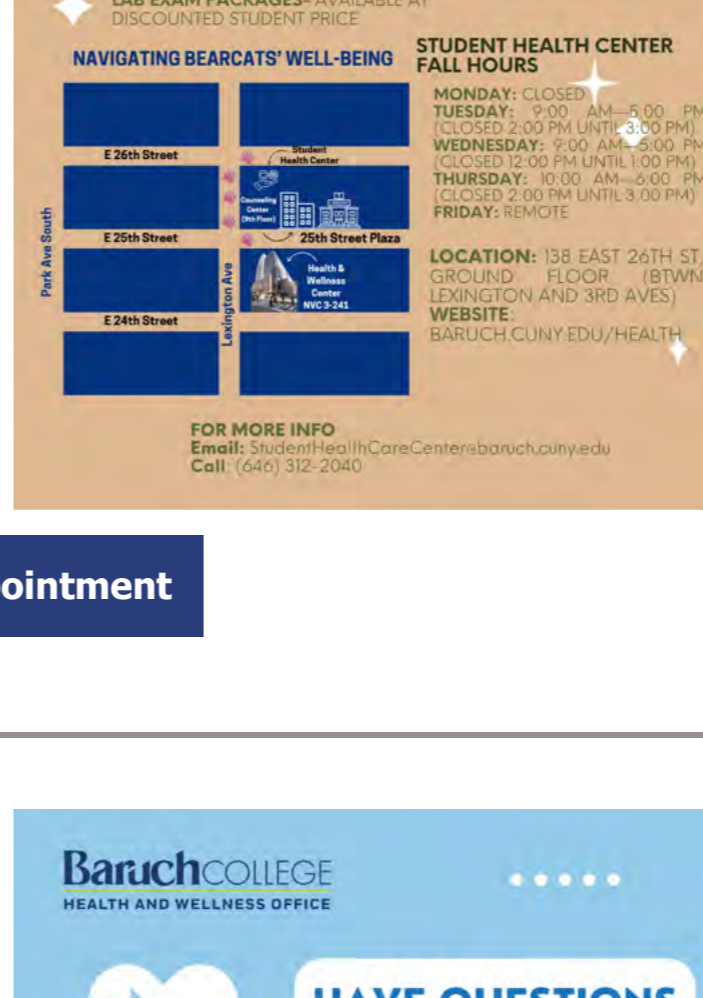 LAB EXAM PACKAGES- AVAILABLE AT
DISCOUNTED STUDENT PRICE
NAVIGATING BEARCATS' WELL-BEING
E 26th Street
Student
Health Center
Counseling
Center
(9th Floor)
Park Ave South
E 25th Street
25th Street Plaza
Lexington Ave
Health &
Wellness
Center
NVC 3-241
E 24th Street
STUDENT HEALTH CENTER
FALL HOURS
MONDAY: CLOSED
TUESDAY: 9:00 AM—5:00 PM
(CLOSED 2:00 PM UNTIL 3:00 PM)
WEDNESDAY: 9:00 AM—5:00 PM
(CLOSED 12:00 PM UNTIL 1:00 PM)
THURSDAY: 10:00 AM—6:00 PM
(CLOSED 2:00 PM UNTIL 3:00 PM)
FRIDAY: REMOTE
LOCATION: 138 EAST 26TH ST,
GROUND FLOOR (BTWN
LEXINGTON AND 3RD AVES)
WEBSITE:
BARUCH.CUNY.EDU/HEALTH
FOR MORE INFO
Email: StudentHealthCareCenter@baruch.cuny.edu
Call: (646) 312-2040
ointment
BaruchCOLLEGE
HEALTH AND WELLNESS OFFICE
HAVE QUESTIONS